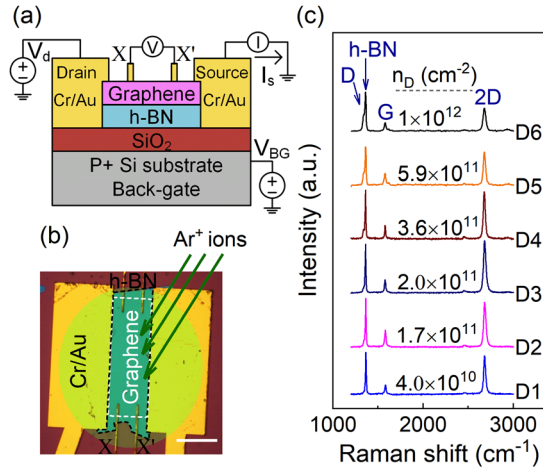 (a)
V_d
X
V
X'
I
Drain
Cr/Au
Source
Cr/Au
I_s
Graphene
h-BN
SiO₂
P+ Si substrate
Back-gate
V_BG
(b)
Ar⁺ ions
h-BN
Cr/Au
Graphene
X
X'
(c)
h-BN
D
n_D (cm⁻²)
G
2D
1×10¹²
D6
5.9×10¹¹
D5
3.6×10¹¹
D4
2.0×10¹¹
D3
1.7×10¹¹
D2
4.0×10¹⁰
D1
Intensity (a.u.)
1000
2000
3000
Raman shift (cm⁻¹)